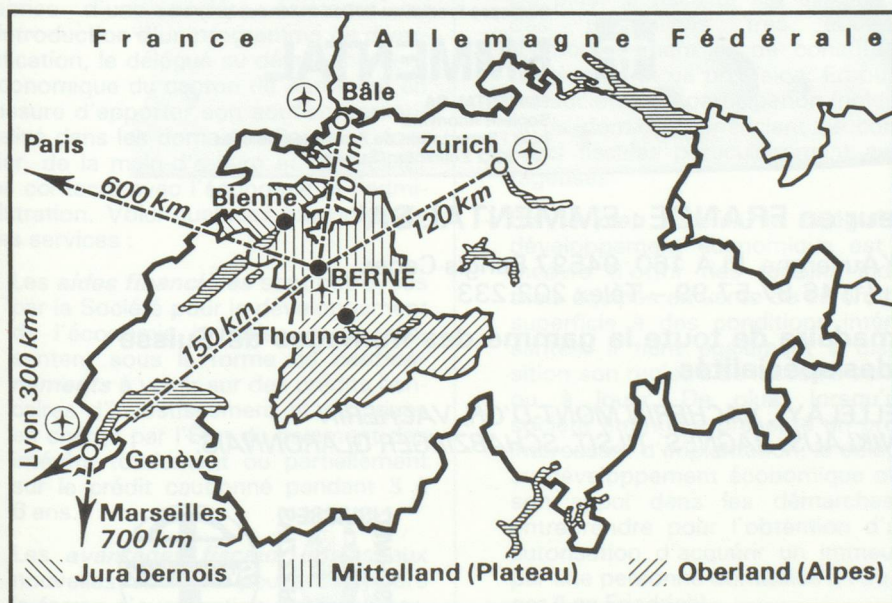 France Allemagne Fédérale
Bâle
Paris
Zurich
600 km
110 km
120 km
Bienne
BERNE
Thoune
150 km
Lyon 300 km
Genève
Marseilles
700 km
Jura bernois Mittelland (Plateau) Oberland (Alpes)